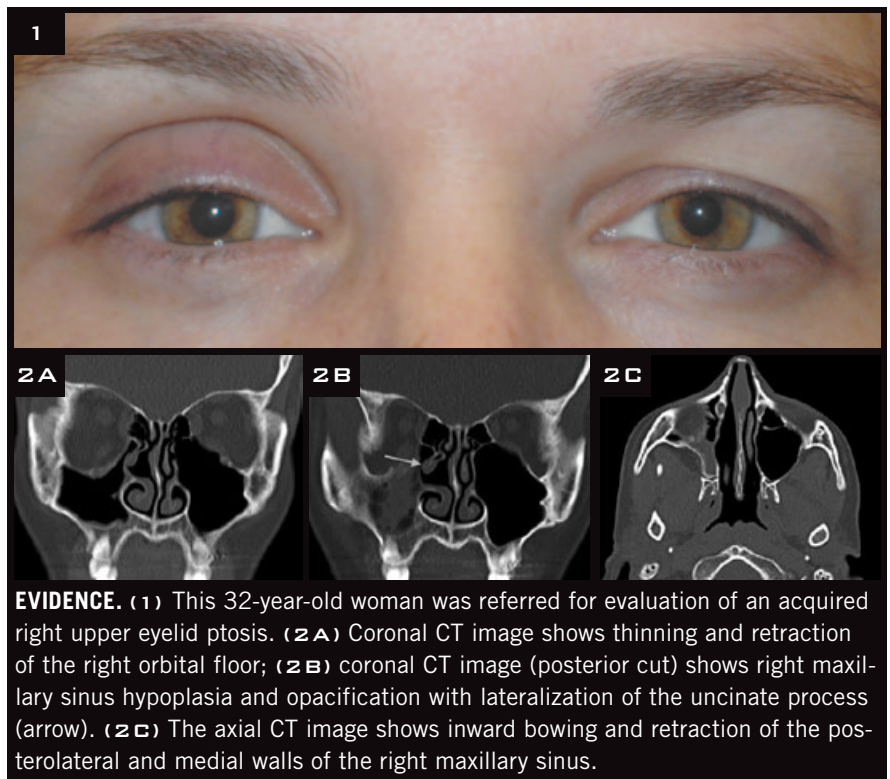 1
2A
2B
2C
EVIDENCE. (1) This 32-year-old woman was referred for evaluation of an acquired
right upper eyelid ptosis. (2A) Coronal CT image shows thinning and retraction
of the right orbital floor; (2B) coronal CT image (posterior cut) shows right maxil-
lary sinus hypoplasia and opacification with lateralization of the uncinate process
(arrow). (2C) The axial CT image shows inward bowing and retraction of the pos-
terolateral and medial walls of the right maxillary sinus.